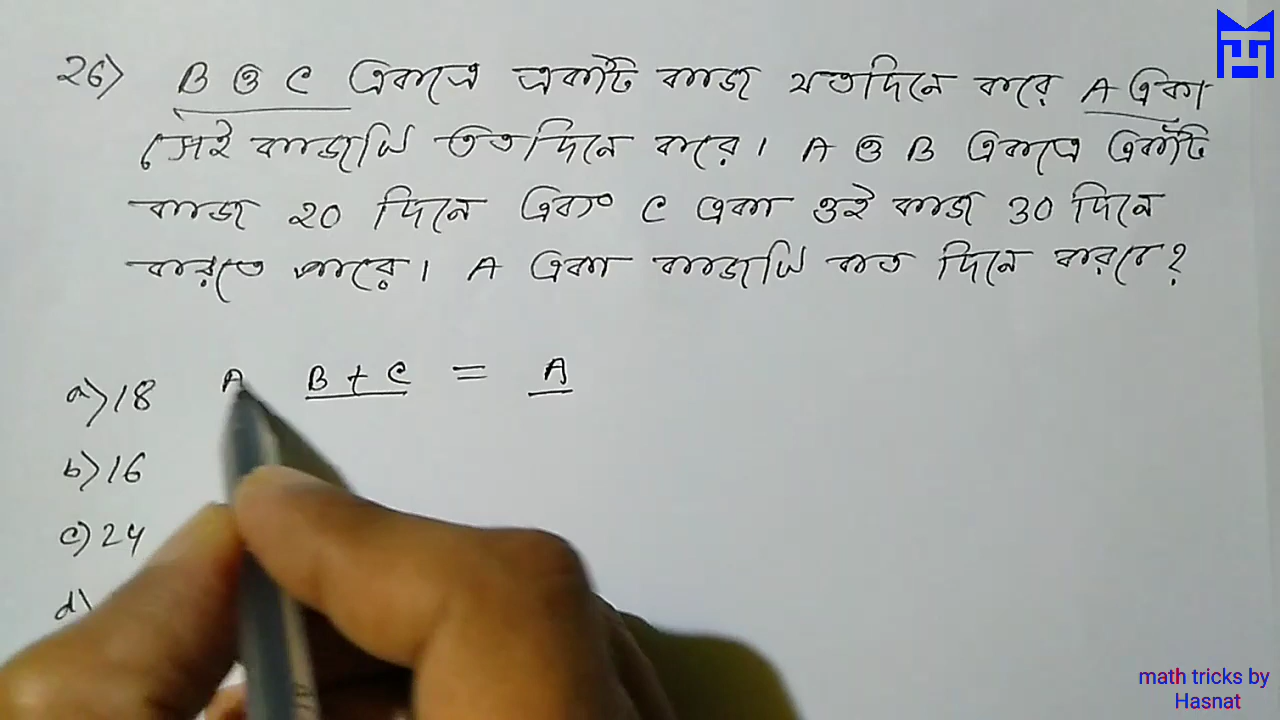 26) B ও C একত্রে একটি কাজ যতদিনে করে A একা
সেই কাজটি ততদিনে করে। A ও B একত্রে একটি
কাজ 20 দিনে এবং C একা ওই কাজ 30 দিনে
করতে পারে। A একা কাজটি কত দিনে করবে?
a) 18 A B + C = A
b) 16
c) 24
d)
math tricks by
Hasnat